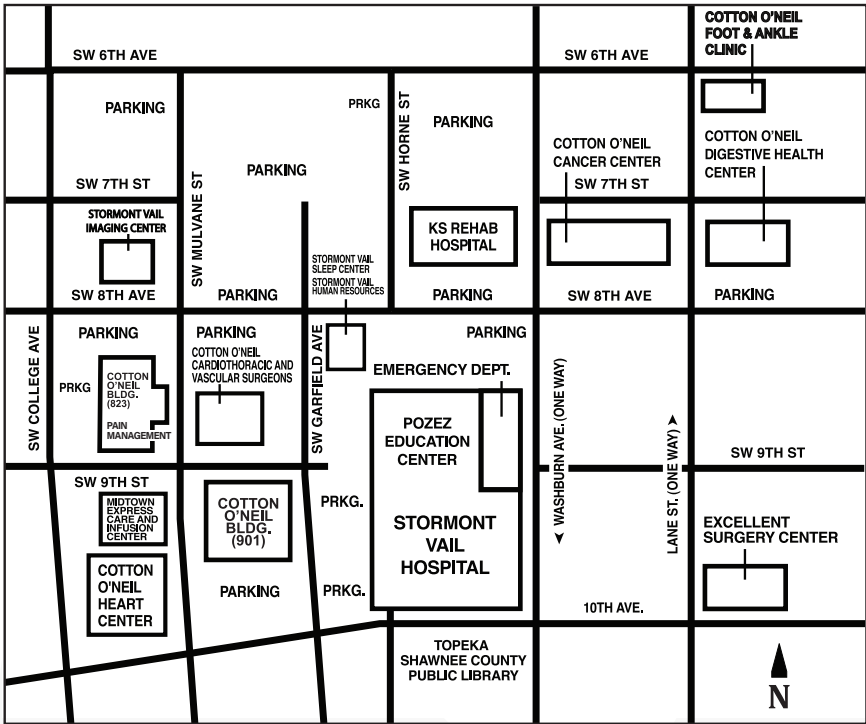 COTTON O'NEIL
FOOT & ANKLE
CLINIC
SW 6TH AVE
SW 6TH AVE
PARKING
PRKG
PARKING
SW HORNE ST
COTTON O'NEIL
CANCER CENTER
COTTON O'NEIL
DIGESTIVE HEALTH
CENTER
PARKING
SW 7TH ST
SW 7TH ST
SW MULVANE ST
STORMONT VAIL
IMAGING CENTER
KS REHAB
HOSPITAL
STORMONT VAIL
SLEEP CENTER
STORMONT VAIL
HUMAN RESOURCES
SW 8TH AVE
PARKING
PARKING
SW 8TH AVE
PARKING
SW COLLEGE AVE
PARKING
PARKING
SW GARFIELD AVE
PARKING
COTTON O'NEIL
CARDIOTHORACIC AND
VASCULAR SURGEONS
EMERGENCY DEPT.
PRKG
COTTON
O'NEIL
BLDG.
(823)
PAIN
MANAGEMENT
POZEZ
EDUCATION
CENTER
WASHBURN AVE. (ONE WAY)
LANE ST. (ONE WAY)
SW 9TH ST
SW 9TH ST
MIDTOWN
EXPRESS
CARE AND
INFUSION
CENTER
COTTON
O'NEIL
BLDG.
(901)
PRKG.
STORMONT
VAIL
HOSPITAL
EXCELLENT
SURGERY CENTER
COTTON
O'NEIL
HEART
CENTER
PARKING
PRKG.
10TH AVE.
TOPEKA
SHAWNEE COUNTY
PUBLIC LIBRARY
N